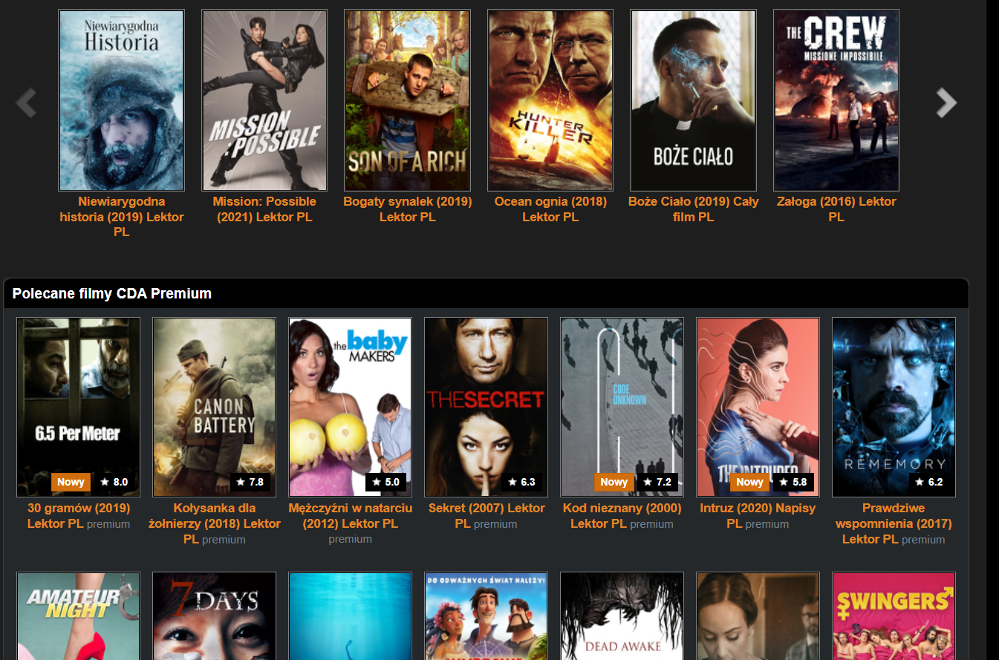 Niewiarygodna
Historia
MISSION
:POSSIBLE
SON OF A RICH
HUNTER
KILLER
BOŻE CIAŁO
THE CREW
MISSIONE IMPOSSIBILE
Niewiarygodna
historia (2019) Lektor
PL
Mission: Possible
(2021) Lektor PL
Bogaty synalek (2019)
Lektor PL
Ocean ognia (2018)
Lektor PL
Boże Ciało (2019) Cały
film PL
Załoga (2016) Lektor
PL
Polecane filmy CDA Premium
6.5 Per Meter
Nowy ★ 8.0
CANON
BATTERY
★ 7.8
the baby
MAKERS
★ 5.0
THE SECRET
★ 6.3
CODE
UNKNOWN
Nowy ★ 7.2
THE INTRUDER
Nowy ★ 5.8
REMEMORY
★ 6.2
30 gramów (2019)
Lektor PL premium
Kołysanka dla
żołnierzy (2018) Lektor
PL premium
Mężczyźni w natarciu
(2012) Lektor PL
premium
Sekret (2007) Lektor
PL premium
Kod nieznany (2000)
Lektor PL premium
Intruz (2020) Napisy
PL premium
Prawdziwe
wspomnienia (2017)
Lektor PL premium
AMATEUR
NIGHT
7 DAYS
DO ODWAŻNYCH ŚWIAT NALEŻY!
DEAD AWAKE
SWINGERS